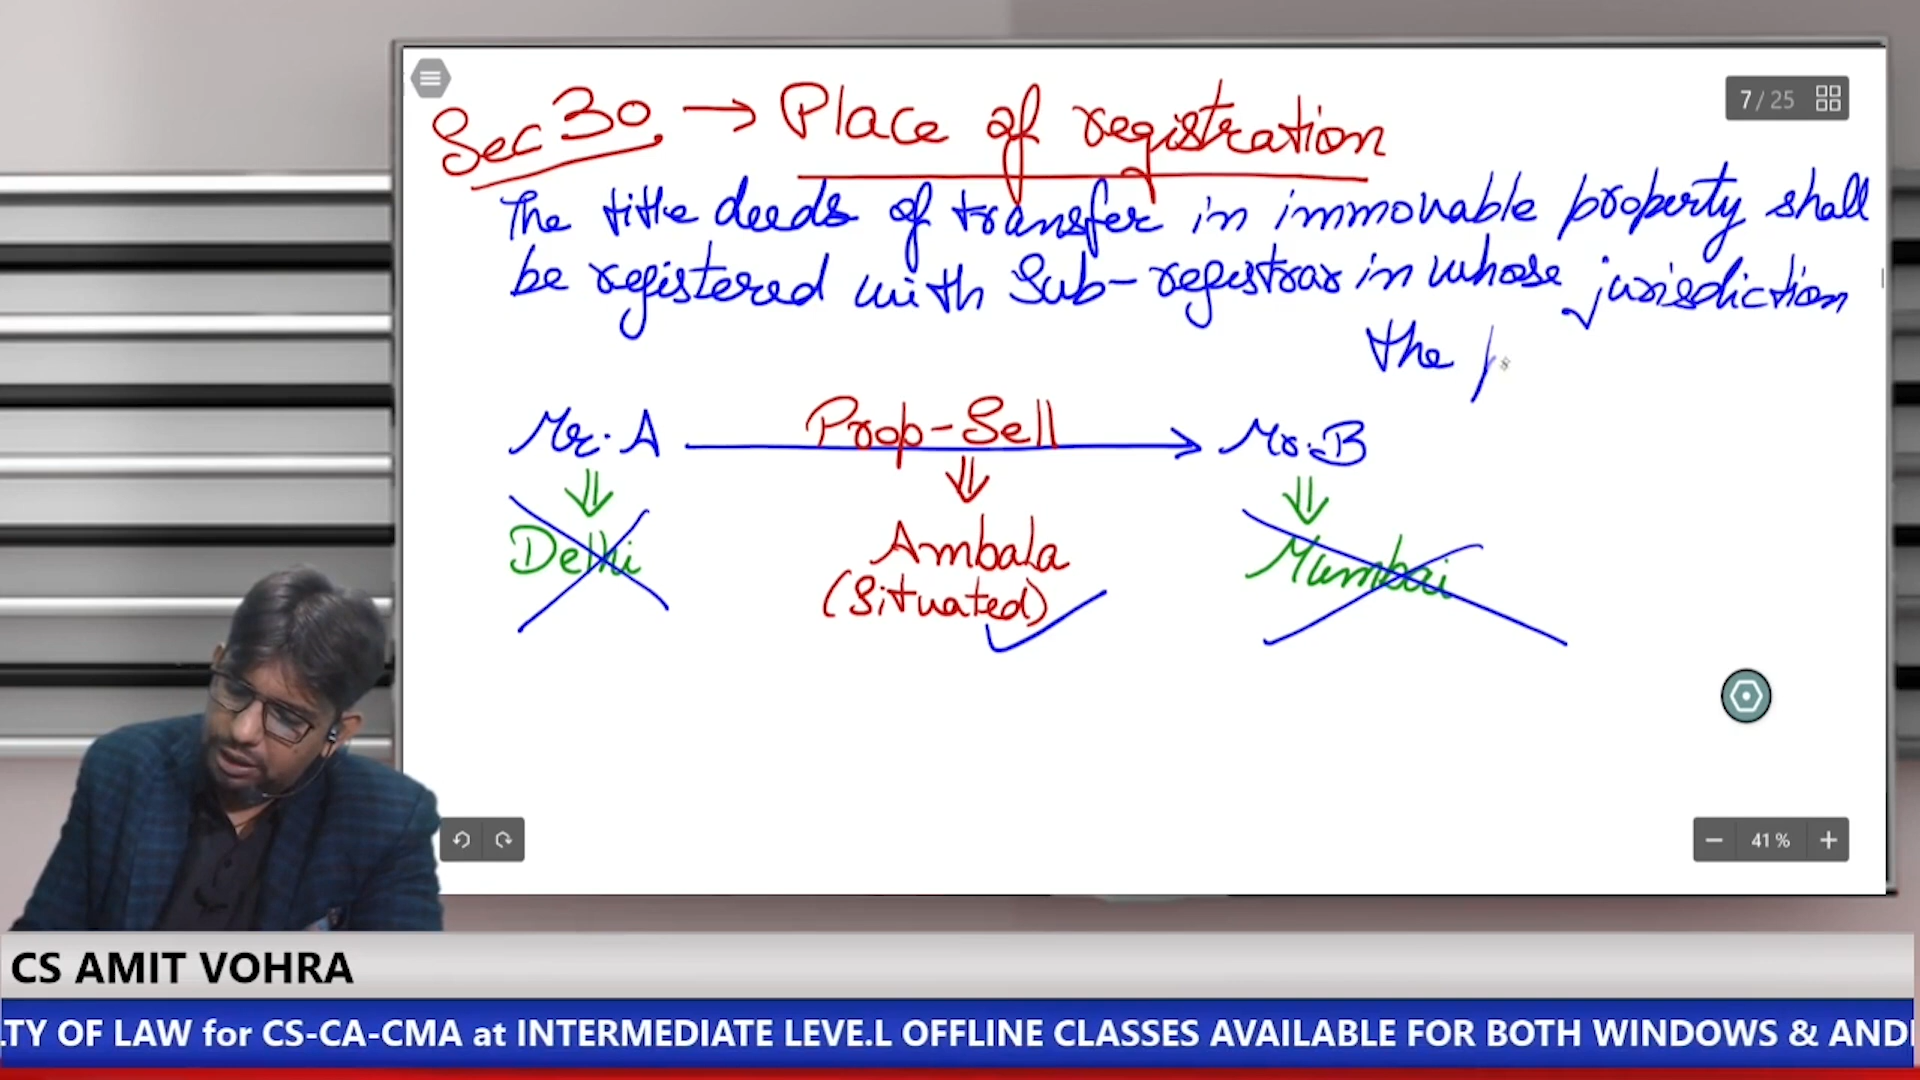 Sec 30 → Place of registration
7 / 25
The title deeds of transfer in immovable property shall
be registered with Sub-registrar in whose jurisdiction
the p
Mr. A Prop-Sell Mr. B
Delhi Ambala Mumbai
(Situated)
41 %
CS AMIT VOHRA
LTY OF LAW for CS-CA-CMA at INTERMEDIATE LEVE.L OFFLINE CLASSES AVAILABLE FOR BOTH WINDOWS & AND